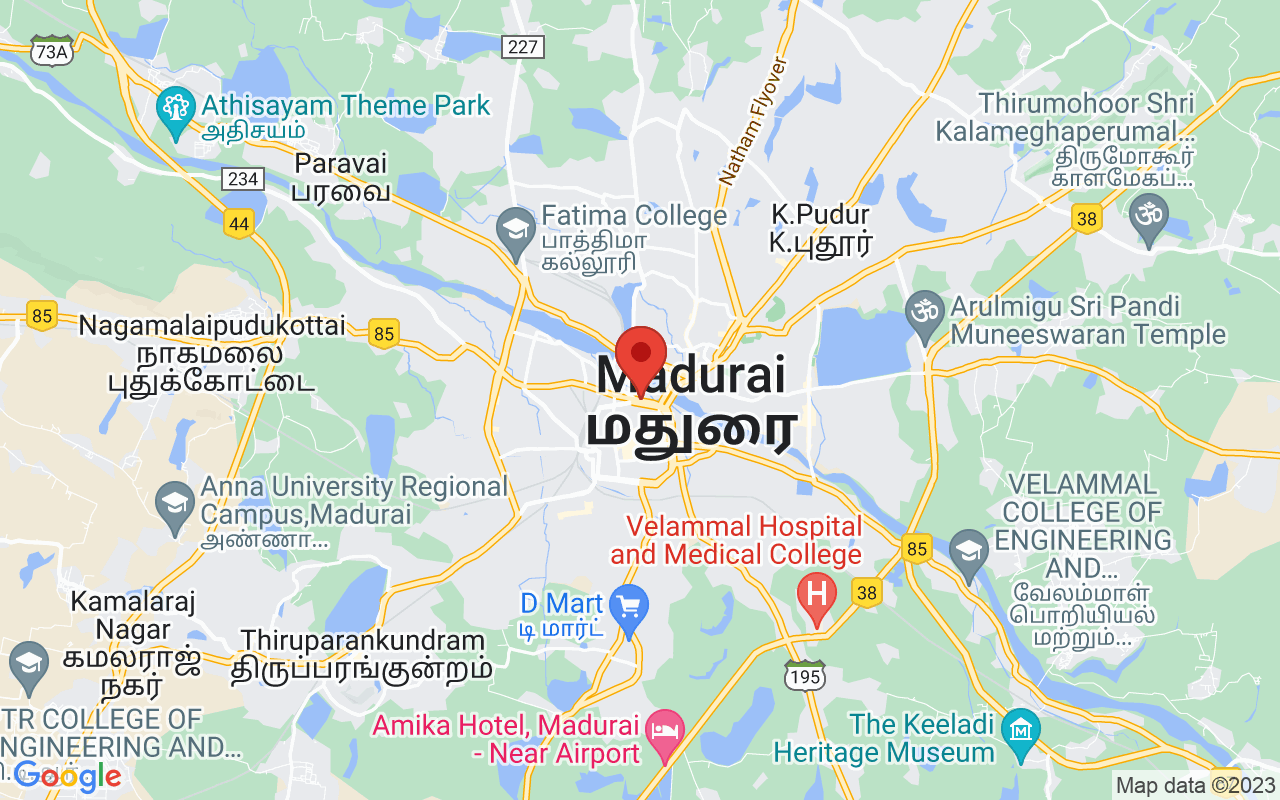 73A
227
Athisayam Theme Park
அதிசயம்
Paravai
பரவை
234
44
Natham Flyover
Thirumohoor Shri
Kalameghaperumal...
திருமோகூர்
காளமேகப்...
38
Fatima College
பாத்திமா
கல்லூரி
K.Pudur
K.புதூர்
85
Nagamalaipudukottai
நாகமலை
புதுக்கோட்டை
85
Arulmigu Sri Pandi
Muneeswaran Temple
Madurai
மதுரை
Anna University Regional
Campus,Madurai
அண்ணா...
VELAMMAL
COLLEGE OF
ENGINEERING
AND...
வேலம்மாள்
பொறியியல்
மற்றும்...
Velammal Hospital
and Medical College
85
38
Kamalaraj
Nagar
கமலராஜ்
நகர்
D Mart
டி மார்ட்
Thiruparankundram
திருப்பரங்குன்றம்
195
TR COLLEGE OF
NGINEERING AND...
Amika Hotel, Madurai
- Near Airport
The Keeladi
Heritage Museum
Google
Map data ©2023